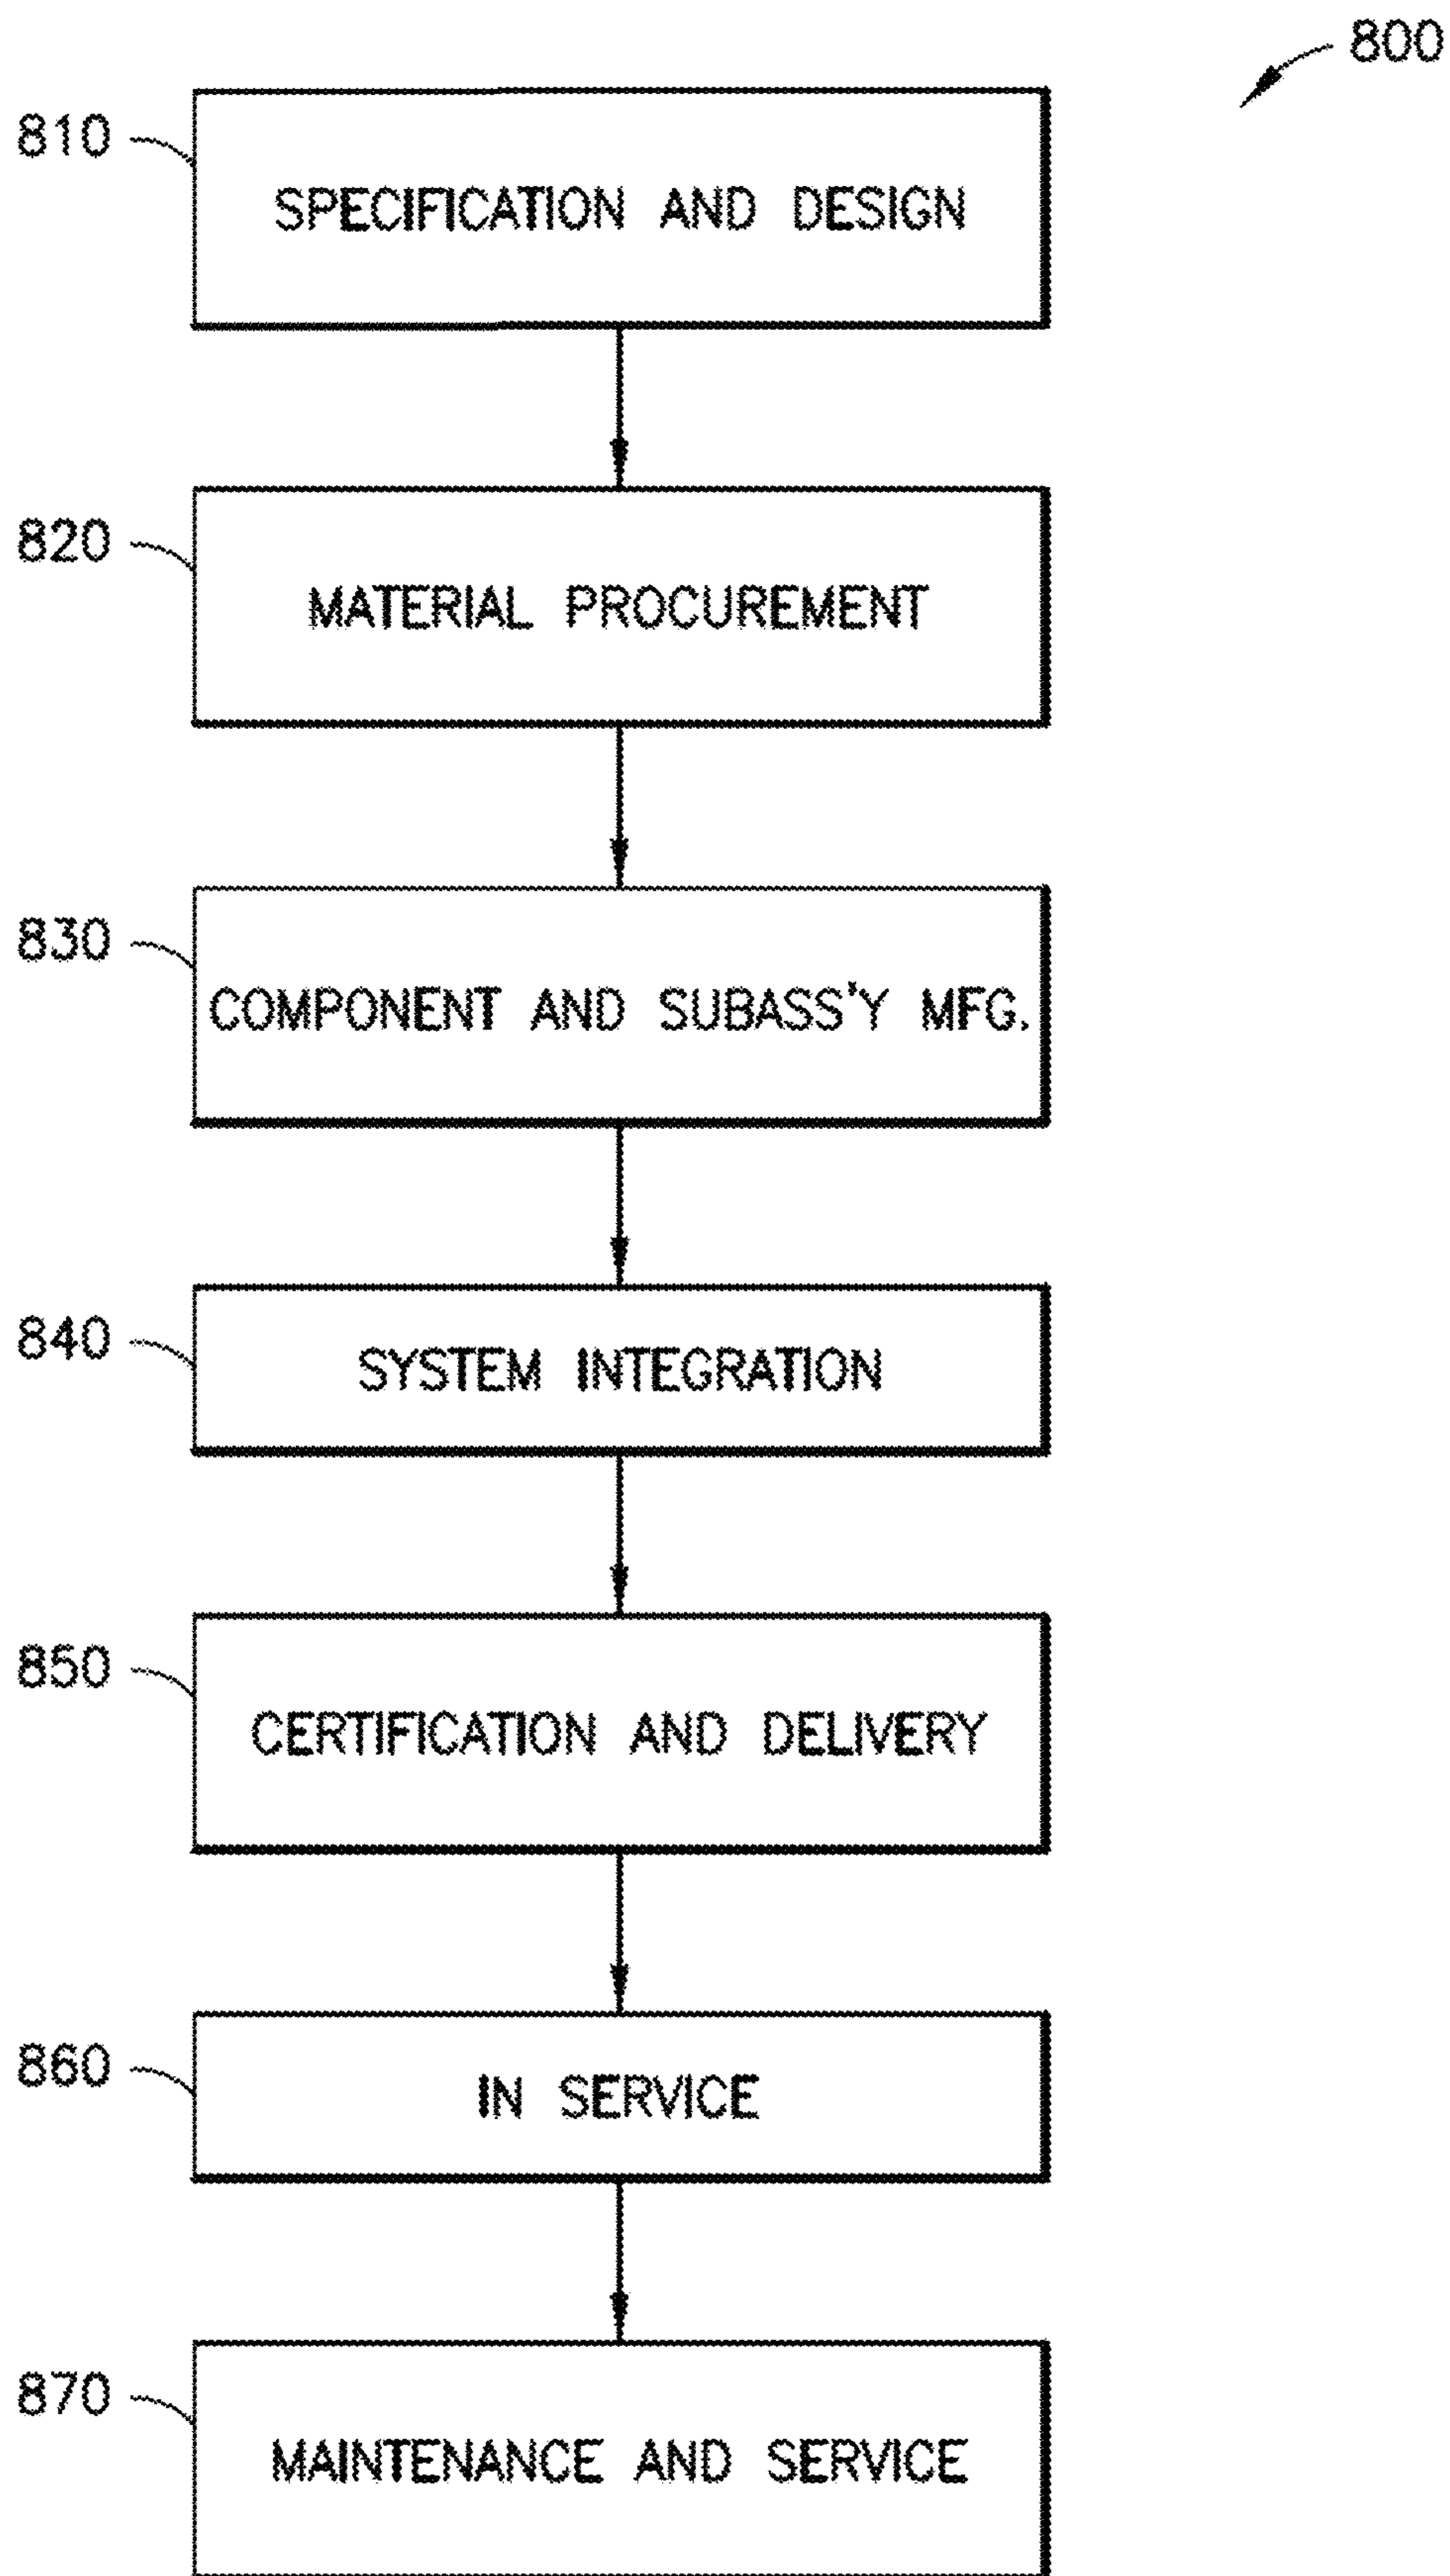 800
810
SPECIFICATION AND DESIGN
820
MATERIAL PROCUREMENT
830
COMPONENT AND SUBASS'Y MFG.
840
SYSTEM INTEGRATION
850
CERTIFICATION AND DELIVERY
860
IN SERVICE
870
MAINTENANCE AND SERVICE